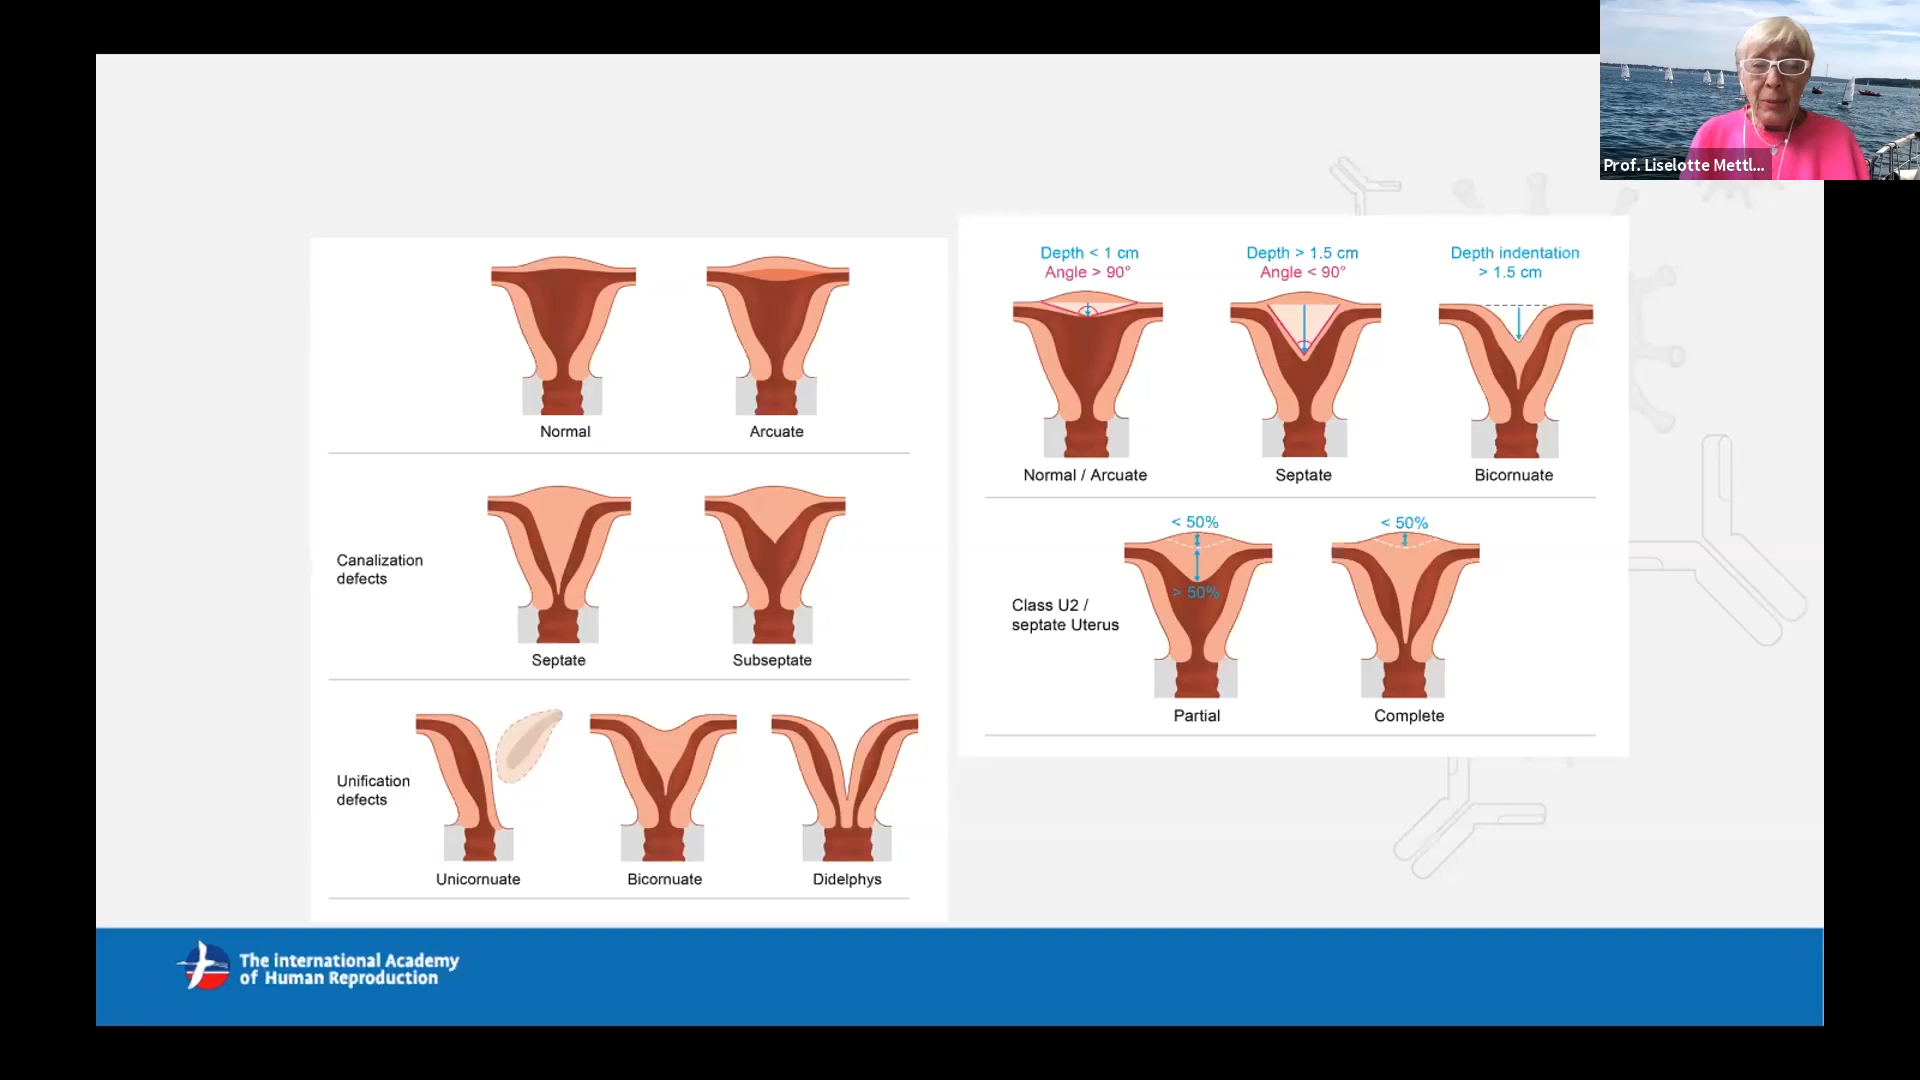 Prof. Liselotte Mettl...
Normal
Arcuate
Canalization
defects
Septate
Subseptate
Unification
defects
Unicornuate
Bicornuate
Didelphys
Depth < 1 cm
Angle > 90°
Depth > 1.5 cm
Angle < 90°
Depth indentation
> 1.5 cm
Normal / Arcuate
Septate
Bicornuate
< 50%
> 50%
< 50%
Class U2 /
septate Uterus
Partial
Complete
The international Academy
of Human Reproduction